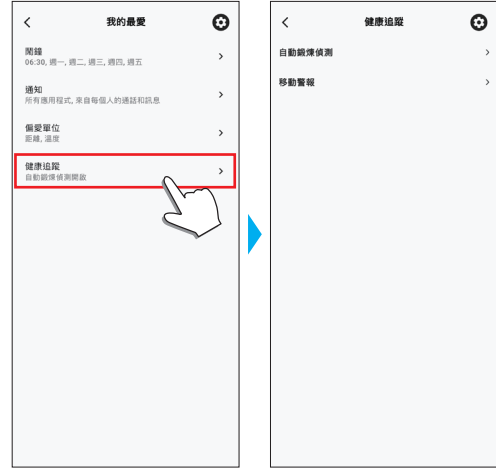 我的最愛
鬧鐘
06:30, 週一, 週二, 週三, 週四, 週五
通知
所有應用程式, 來自每個人的通話和訊息
偏愛單位
距離, 溫度
健康追蹤
自動鍛煉偵測開啟
健康追蹤
自動鍛煉偵測
移動警報